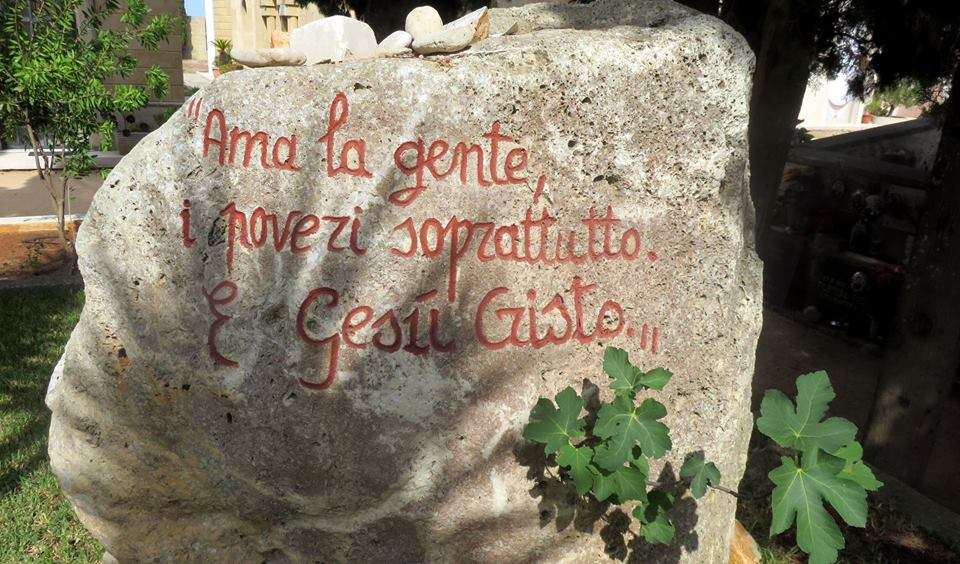 "Ama la gente,
i poveri soprattutto.
E Gesù Cristo."